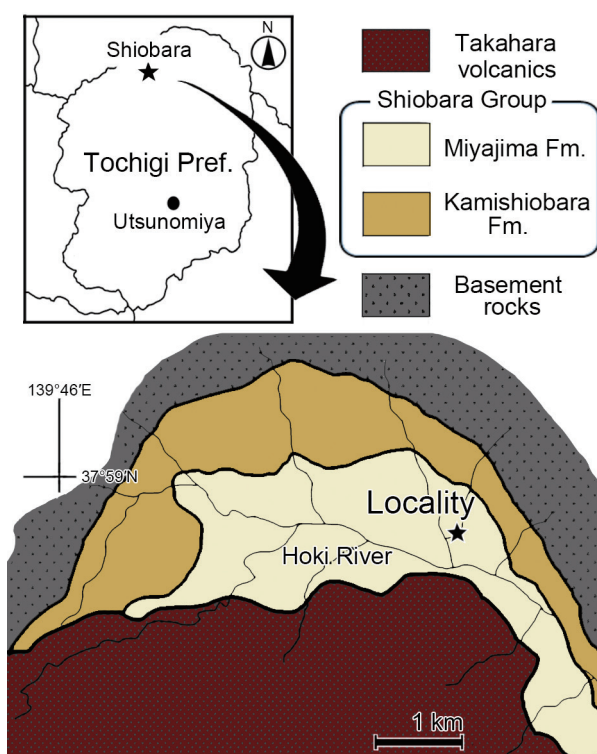 Shiobara
N
Tochigi Pref.
Utsunomiya
Takahara
volcanics
Shiobara Group
Miyajima Fm.
Kamishiobara
Fm.
Basement
rocks
139°46′E
37°59′N
Locality
Hoki River
1 km